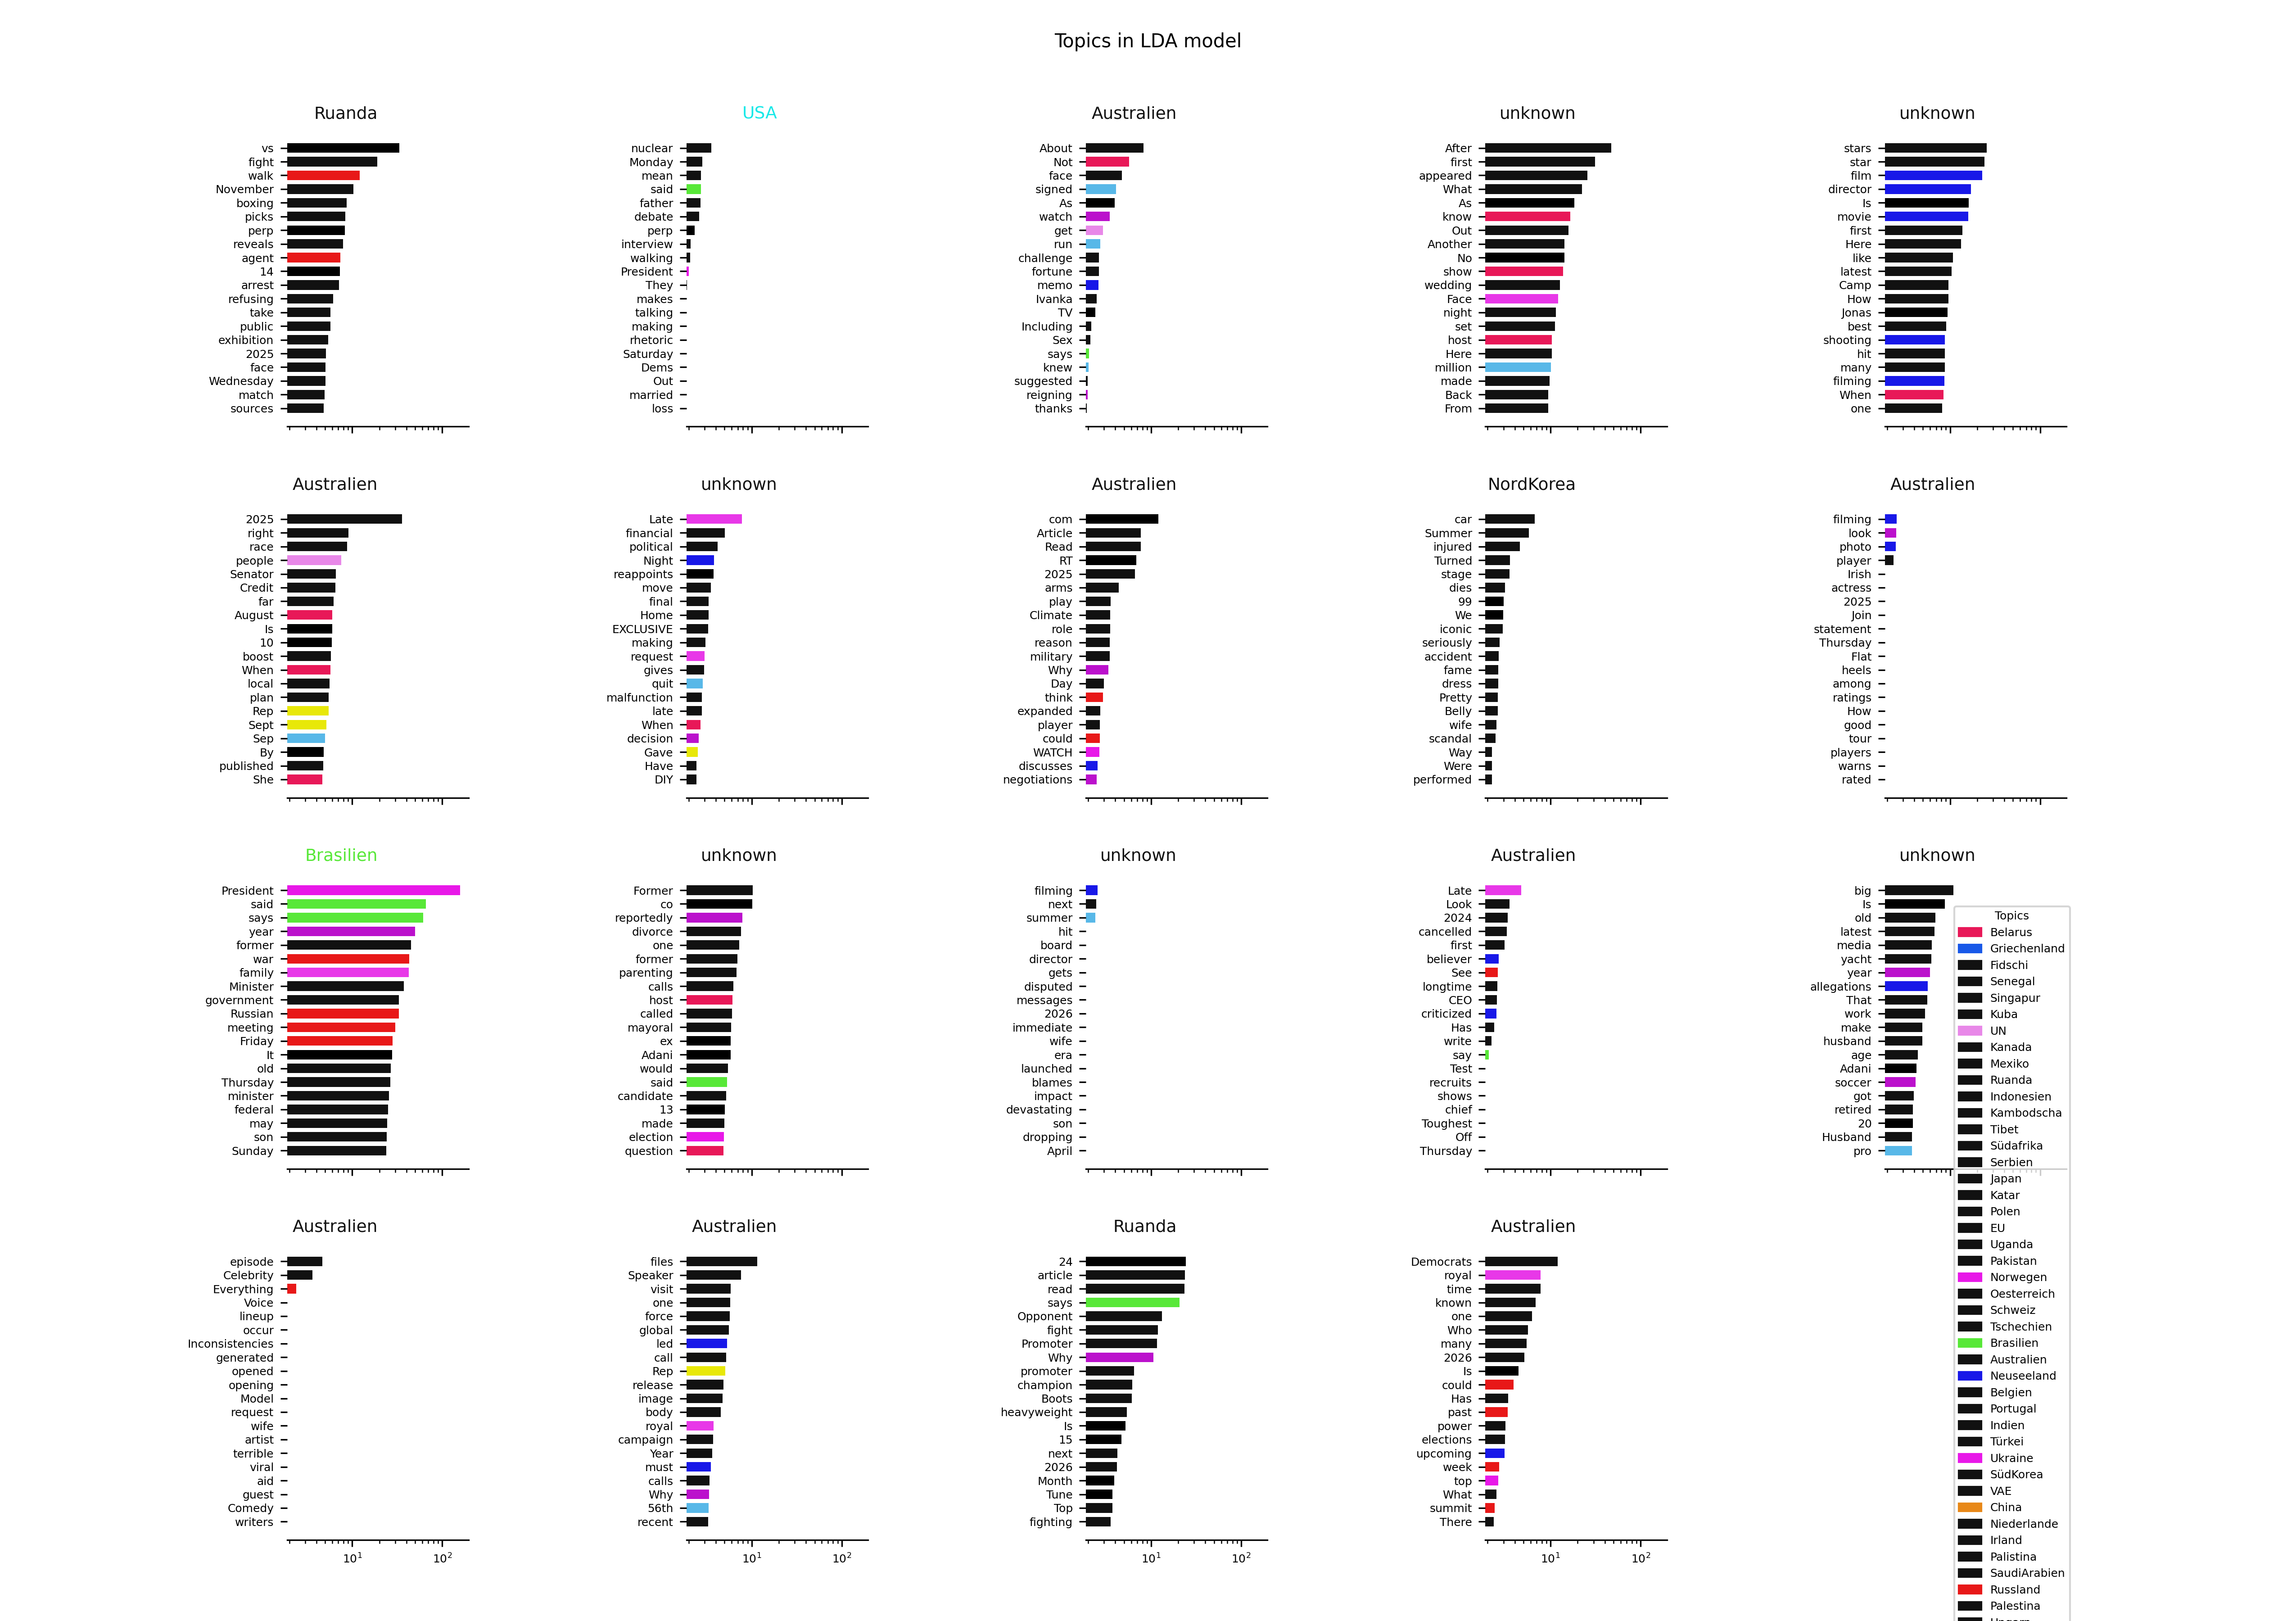 Topics in LDA model
Ruanda
vs
fight
walk
November
boxing
picks
perp
reveals
agent
14
arrest
refusing
take
public
exhibition
2025
face
Wednesday
match
sources
USA
nuclear
Monday
mean
said
father
debate
perp
interview
walking
President
They
makes
talking
making
rhetoric
Saturday
Dems
Out
married
loss
Australien
About
Not
face
signed
As
watch
get
run
challenge
fortune
memo
Ivanka
TV
Including
Sex
says
knew
suggested
reigning
thanks
unknown
After
first
appeared
What
As
know
Out
Another
No
show
wedding
Face
night
set
host
Here
million
made
Back
From
unknown
stars
star
film
director
Is
movie
first
Here
like
latest
Camp
How
Jonas
best
shooting
hit
many
filming
When
one
Australien
2025
right
race
people
Senator
Credit
far
August
Is
10
boost
When
local
plan
Rep
Sept
Sep
By
published
She
unknown
Late
financial
political
Night
reappoints
move
final
Home
EXCLUSIVE
making
request
gives
quit
malfunction
late
When
decision
Gave
Have
DIY
Australien
com
Article
Read
RT
2025
arms
play
Climate
role
reason
military
Why
Day
think
expanded
player
could
WATCH
discusses
negotiations
NordKorea
car
Summer
injured
Turned
stage
dies
99
We
iconic
seriously
accident
fame
dress
Pretty
Belly
wife
scandal
Way
Were
performed
Australien
filming
look
photo
player
Irish
actress
2025
Join
statement
Thursday
Flat
heels
among
ratings
How
good
tour
players
warns
rated
Brasilien
President
said
says
year
former
war
family
Minister
government
Russian
meeting
Friday
It
old
Thursday
minister
federal
may
son
Sunday
unknown
Former
co
reportedly
divorce
one
former
parenting
calls
host
called
mayoral
ex
Adani
would
said
candidate
13
made
election
question
unknown
filming
next
summer
hit
board
director
gets
disputed
messages
2026
immediate
wife
era
launched
blames
impact
devastating
son
dropping
April
Australien
Late
Look
2024
cancelled
first
believer
See
longtime
CEO
criticized
Has
write
say
Test
recruits
shows
chief
Toughest
Off
Thursday
unknown
big
Is
old
latest
media
yacht
year
allegations
That
work
make
husband
age
Adani
soccer
got
retired
20
Husband
pro
Australien
episode
Celebrity
Everything
Voice
lineup
occur
Inconsistencies
generated
opened
opening
Model
request
wife
artist
terrible
viral
aid
guest
Comedy
writers
10¹ 10²
Australien
files
Speaker
visit
one
force
global
led
call
Rep
release
image
body
royal
campaign
Year
must
calls
Why
56th
recent
10¹ 10²
Ruanda
24
article
read
says
Opponent
fight
Promoter
Why
promoter
champion
Boots
heavyweight
Is
15
next
2026
Month
Tune
Top
fighting
10¹ 10²
Australien
Democrats
royal
time
known
one
Who
many
2026
Is
could
Has
past
power
elections
upcoming
week
top
What
summit
There
10¹ 10²
Topics
Belarus
Griechenland
Fidschi
Senegal
Singapur
Kuba
UN
Kanada
Mexiko
Ruanda
Indonesien
Kambodscha
Tibet
Südafrika
Serbien
Japan
Katar
Polen
EU
Uganda
Pakistan
Norwegen
Oesterreich
Schweiz
Tschechien
Brasilien
Australien
Neuseeland
Belgien
Portugal
Indien
Türkei
Ukraine
SüdKorea
VAE
China
Niederlande
Irland
Palistina
SaudiArabien
Russland
Palestina